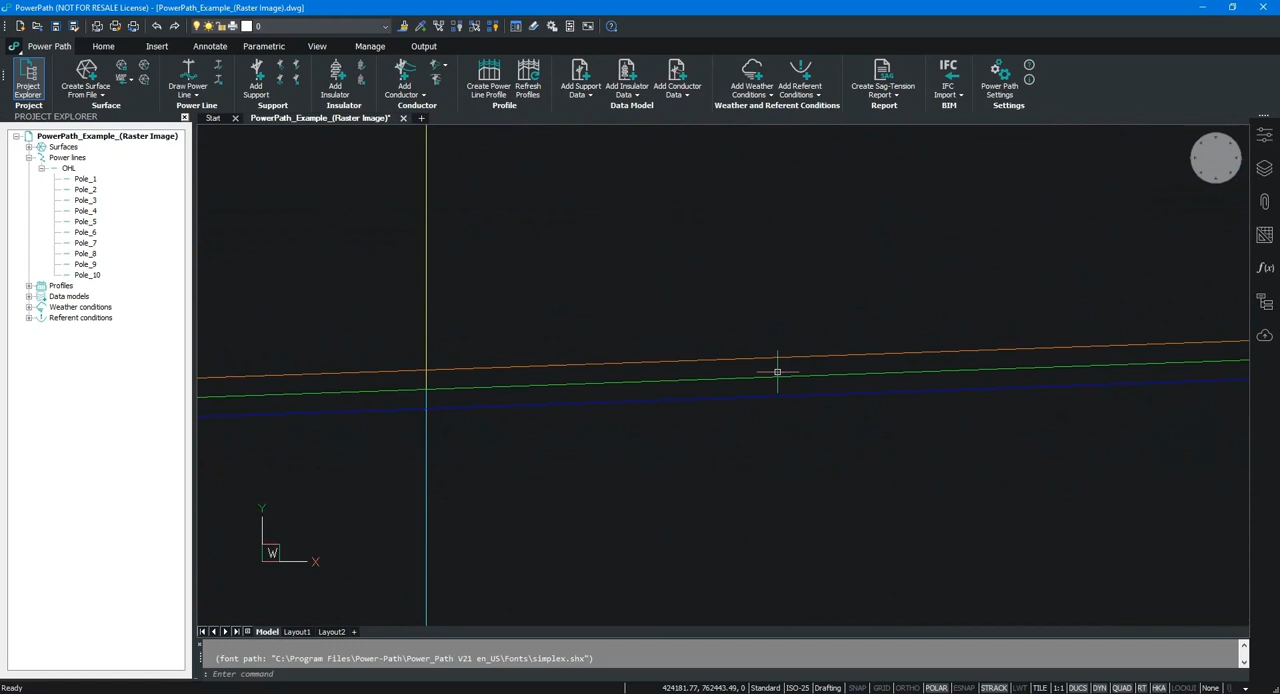 PowerPath (NOT FOR RESALE License) - [PowerPath_Example_(Raster Image).dwg]
0
Power Path Home Insert Annotate Parametric View Manage Output
Project Explorer
Create Surface From File
Draw Power Line
Add Support
Add Insulator
Add Conductor
Create Power Line Profile
Refresh Profiles
Add Support Data
Add Insulator Data
Add Conductor Data
Add Weather Conditions
Add Referent Conditions
Create Sag-Tension Report
IFC Import
Power Path Settings
Project Surface Power Line Support Insulator Conductor Profile Data Model Weather and Referent Conditions Report BIM Settings
PROJECT EXPLORER
Start PowerPath_Example_(Raster Image)*
PowerPath_Example_(Raster Image)
Surfaces
Power lines
OHL
Pole_1
Pole_2
Pole_3
Pole_4
Pole_5
Pole_6
Pole_7
Pole_8
Pole_9
Pole_10
Profiles
Data models
Weather conditions
Referent conditions
Y
W
X
Model Layout1 Layout2 +
(font path: "C:\Program Files\Power-Path\Power_Path V21 en_US\Fonts\simplex.shx")
: Enter command
Ready 424181.77, 762443.49, 0 Standard ISO-25 Drafting SNAP GRID ORTHO POLAR ESNAP STRACK LWT TILE 1:1 DUCS DYN QUAD RT HKA LOCKUI None